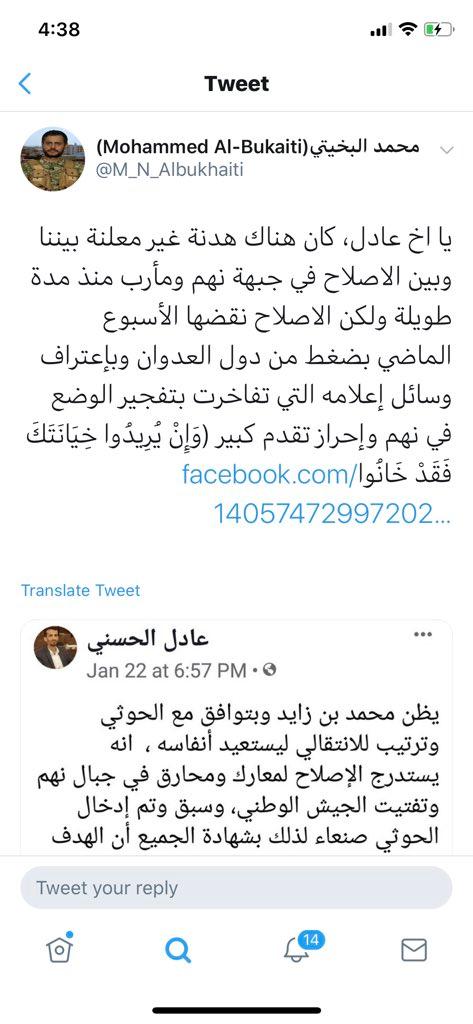 4:38
Tweet
محمد البخيتي(Mohammed Al-Bukaiti)
@M_N_Albukhaiti
يا اخ عادل، كان هناك هدنة غير معلنة بيننا
وبين الاصلاح في جبهة نهم ومأرب منذ مدة
طويلة ولكن الاصلاح نقضها الأسبوع
الماضي بضغط من دول العدوان وبإعتراف
وسائل إعلامه التي تفاخرت بتفجير الوضع
في نهم وإحراز تقدم كبير (وَإِنْ يُرِيدُوا خِيَانَتَكَ
فَقَدْ خَانُوا/facebook.com
14057472997202...
Translate Tweet
عادل الحسني
Jan 22 at 6:57 PM •
يظن محمد بن زايد وبتوافق مع الحوثي
وترتيب للانتقالي ليستعيد أنفاسه ، انه
يستدرج الإصلاح لمعارك ومحارق في جبال نهم
وتفتيت الجيش الوطني، وسبق وتم إدخال
الحوثي صنعاء لذلك بشهادة الجميع أن الهدف
Tweet your reply
14